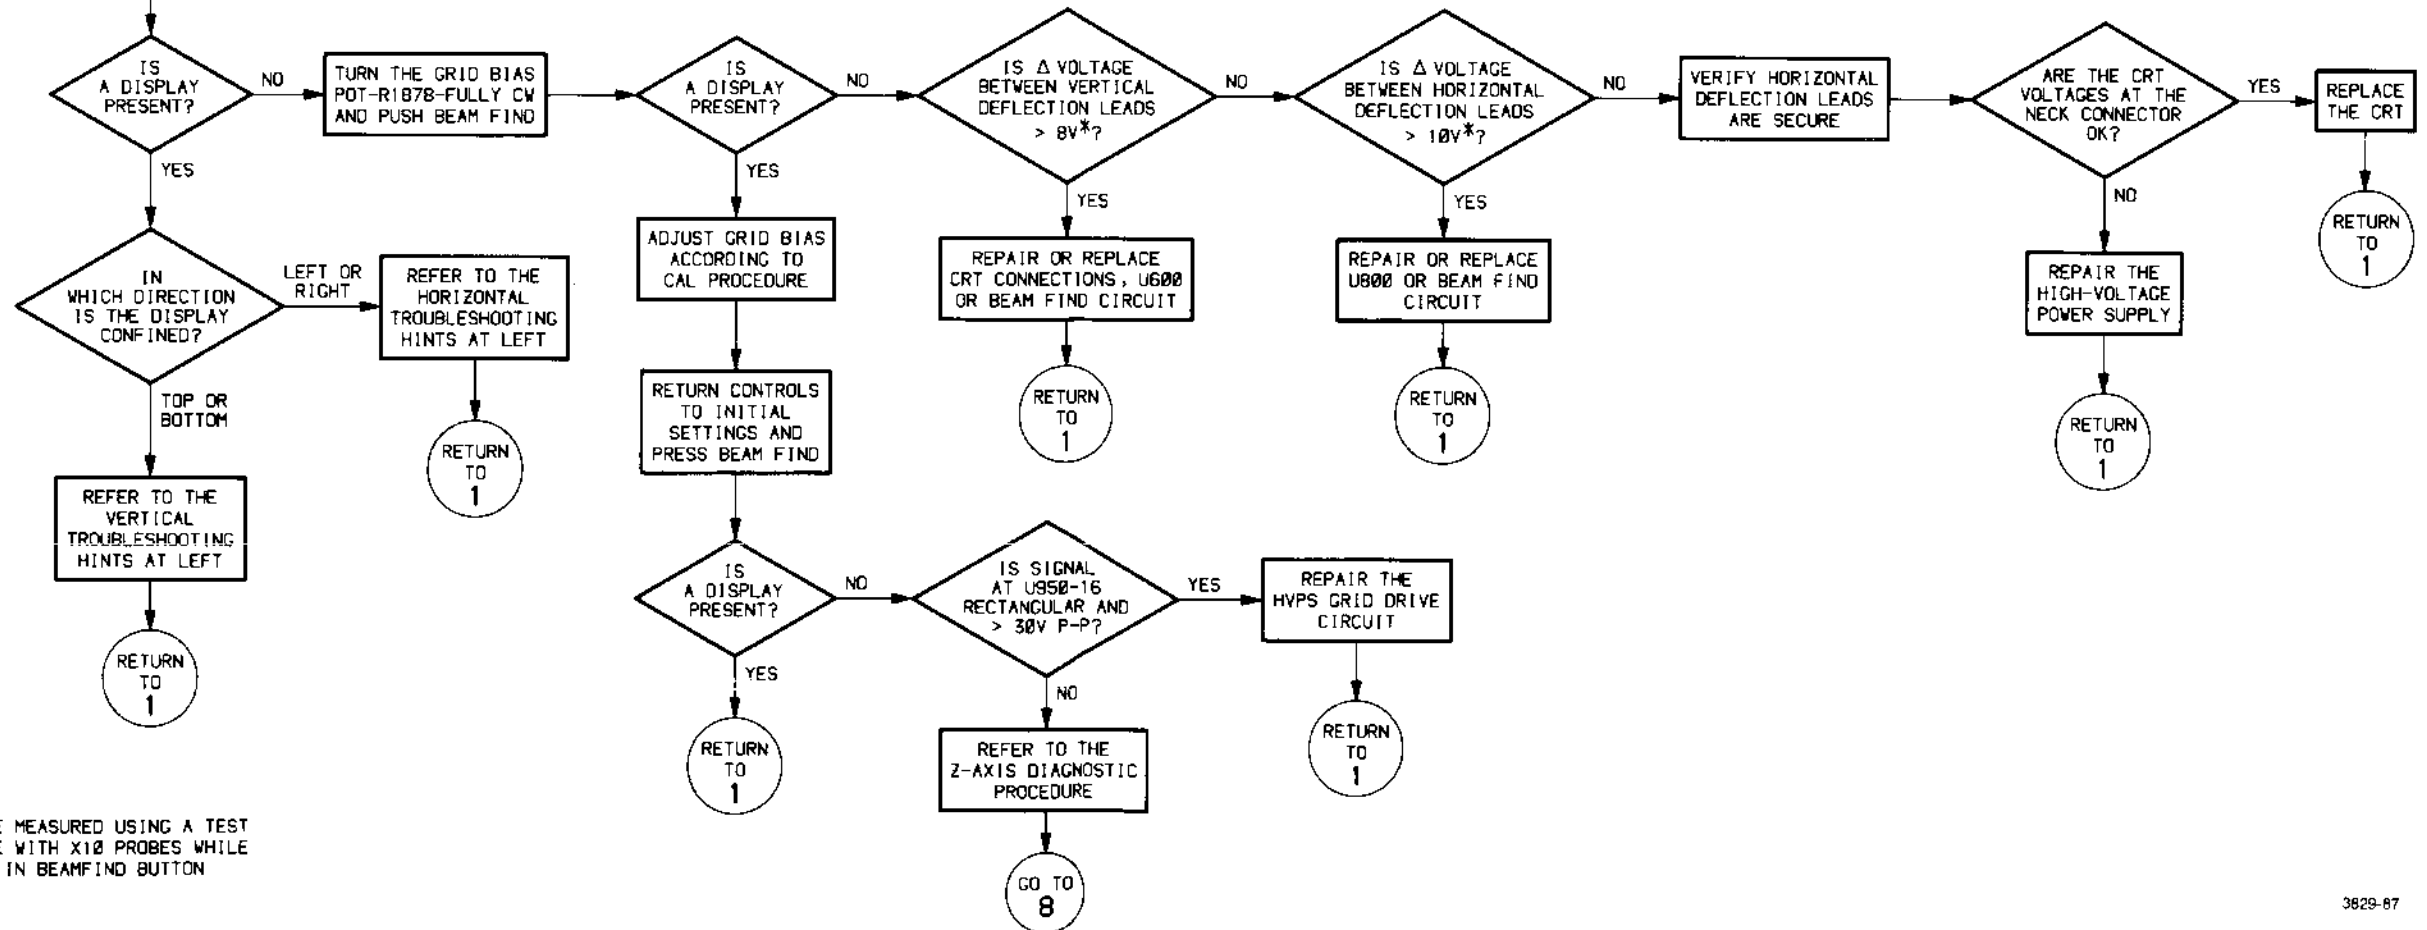 IS
A DISPLAY
PRESENT?
NO
YES
TURN THE GRID BIAS
POT-R1878-FULLY CW
AND PUSH BEAM FIND
IS
A DISPLAY
PRESENT?
NO
YES
IS Δ VOLTAGE
BETWEEN VERTICAL
DEFLECTION LEADS
> 8V*?
NO
YES
IS Δ VOLTAGE
BETWEEN HORIZONTAL
DEFLECTION LEADS
> 10V*?
NO
YES
VERIFY HORIZONTAL
DEFLECTION LEADS
ARE SECURE
ARE THE CRT
VOLTAGES AT THE
NECK CONNECTOR
OK?
YES
NO
REPLACE
THE CRT
RETURN
TO
1
IN
WHICH DIRECTION
IS THE DISPLAY
CONFINED?
LEFT OR
RIGHT
TOP OR
BOTTOM
REFER TO THE
HORIZONTAL
TROUBLESHOOTING
HINTS AT LEFT
RETURN
TO
1
REFER TO THE
VERTICAL
TROUBLESHOOTING
HINTS AT LEFT
RETURN
TO
1
ADJUST GRID BIAS
ACCORDING TO
CAL PROCEDURE
RETURN CONTROLS
TO INITIAL
SETTINGS AND
PRESS BEAM FIND
REPAIR OR REPLACE
CRT CONNECTIONS, U600
OR BEAM FIND CIRCUIT
RETURN
TO
1
REPAIR OR REPLACE
U800 OR BEAM FIND
CIRCUIT
RETURN
TO
1
REPAIR THE
HIGH-VOLTAGE
POWER SUPPLY
RETURN
TO
1
IS
A DISPLAY
PRESENT?
NO
YES
RETURN
TO
1
IS SIGNAL
AT U950-16
RECTANGULAR AND
> 30V P-P?
YES
NO
REPAIR THE
HVPS GRID DRIVE
CIRCUIT
RETURN
TO
1
REFER TO THE
Z-AXIS DIAGNOSTIC
PROCEDURE
GO TO
8
MEASURED USING A TEST
WITH X10 PROBES WHILE
IN BEAMFIND BUTTON
3829-87